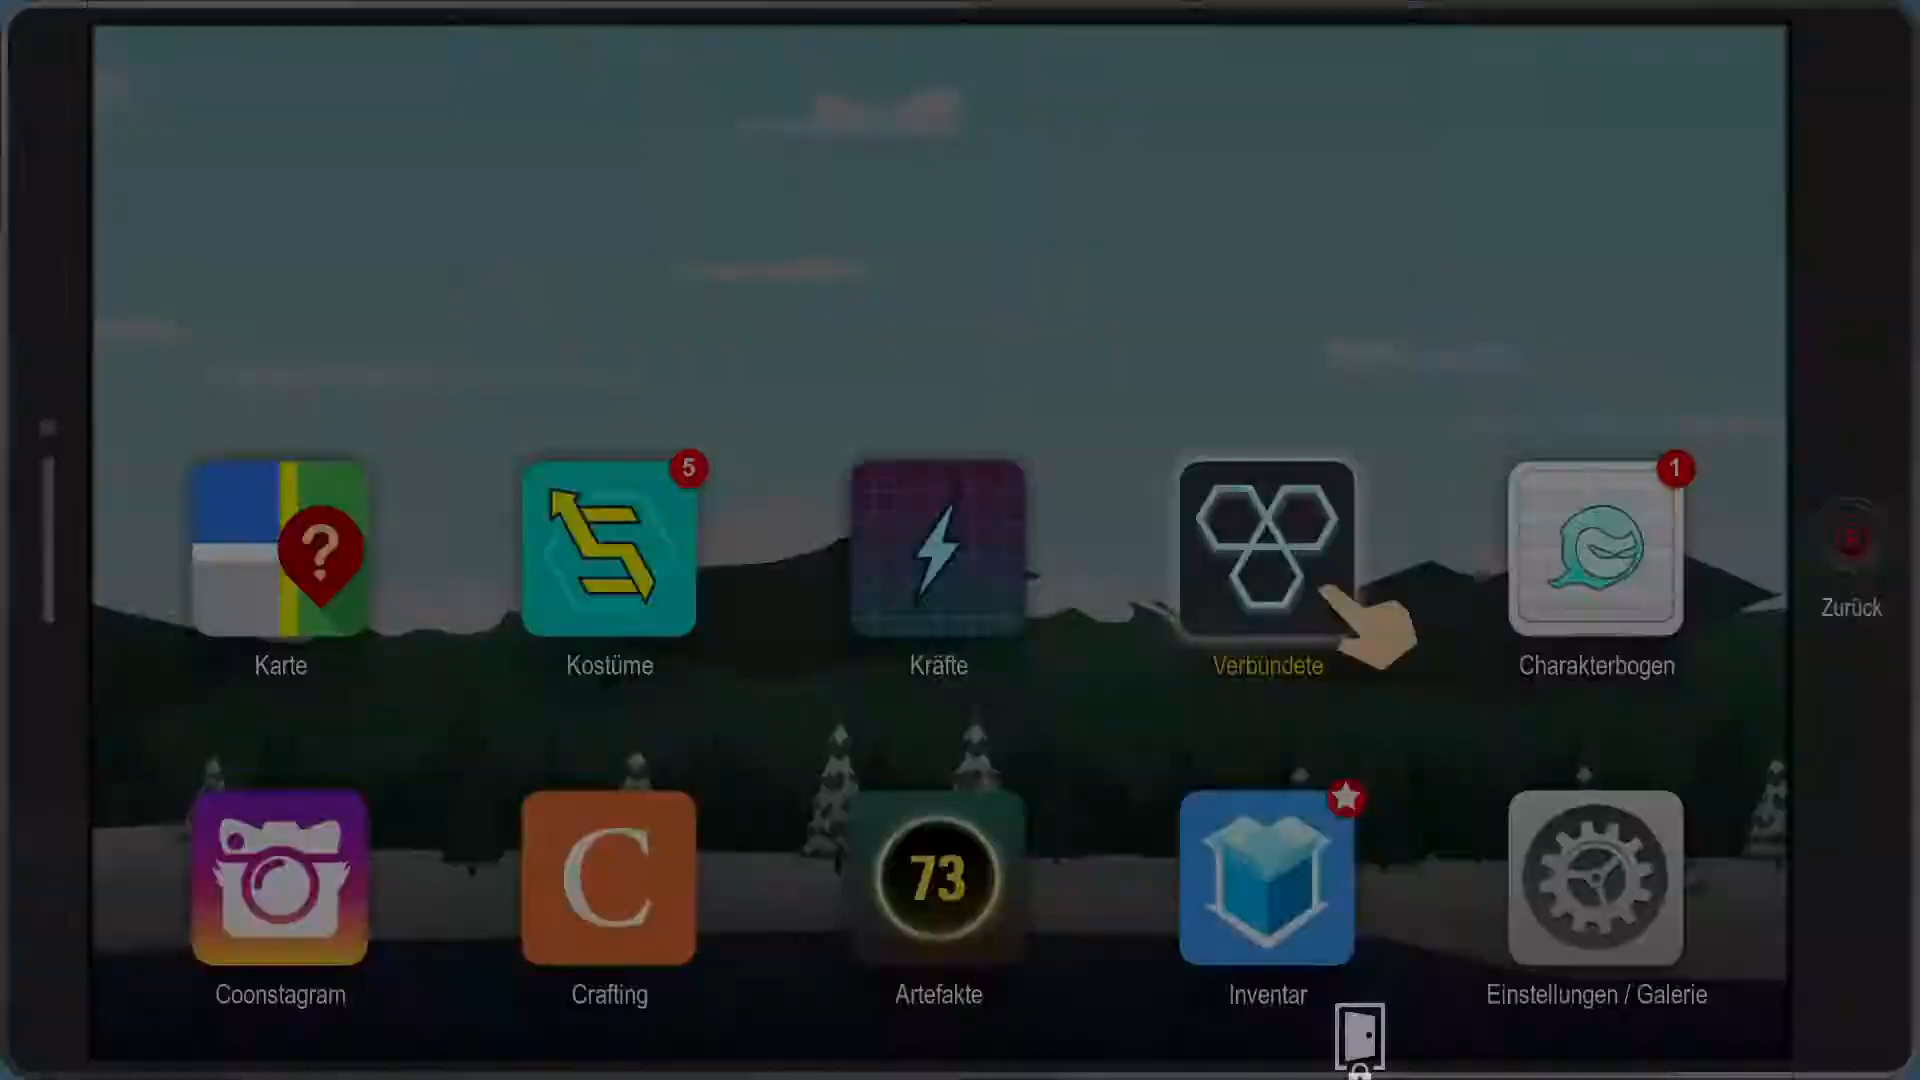 5
1
?
Karte
Kostüme
Kräfte
Verbündete
Charakterbogen
Zurück
C
73
Coonstagram
Crafting
Artefakte
Inventar
Einstellungen / Galerie